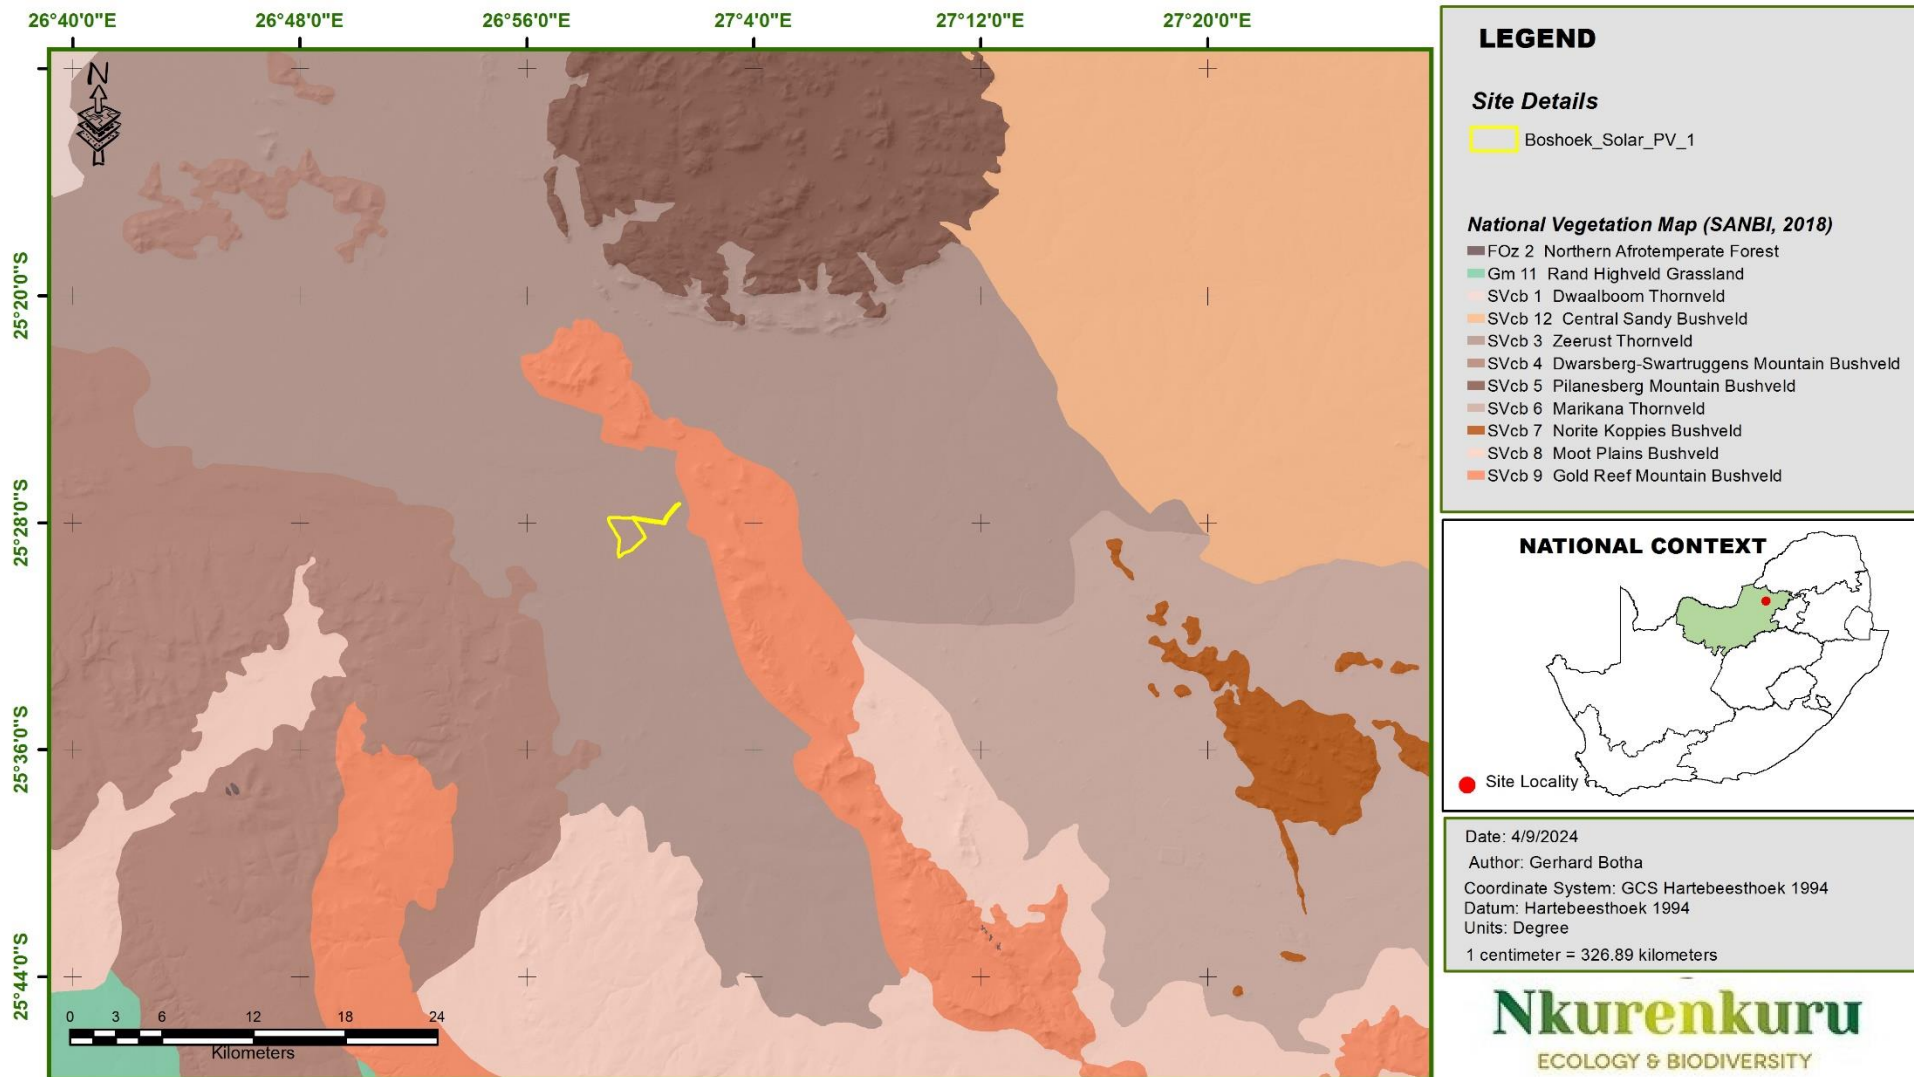 26°40'0"E 26°48'0"E 26°56'0"E 27°4'0"E 27°12'0"E 27°20'0"E
N
25°20'0"S
25°28'0"S
25°36'0"S
25°44'0"S
0 3 6 12 18 24
Kilometers
LEGEND
Site Details
Boshoek_Solar_PV_1
National Vegetation Map (SANBI, 2018)
FOz 2 Northern Afrotemperate Forest
Gm 11 Rand Highveld Grassland
SVcb 1 Dwaalboom Thornveld
SVcb 12 Central Sandy Bushveld
SVcb 3 Zeerust Thornveld
SVcb 4 Dwarsberg-Swartruggens Mountain Bushveld
SVcb 5 Pilanesberg Mountain Bushveld
SVcb 6 Marikana Thornveld
SVcb 7 Norite Koppies Bushveld
SVcb 8 Moot Plains Bushveld
SVcb 9 Gold Reef Mountain Bushveld
NATIONAL CONTEXT
Site Locality
Date: 4/9/2024
Author: Gerhard Botha
Coordinate System: GCS Hartebeesthoek 1994
Datum: Hartebeesthoek 1994
Units: Degree
1 centimeter = 326.89 kilometers
Nkurenkuru
ECOLOGY & BIODIVERSITY